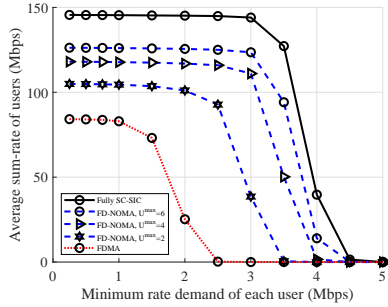 Average sum-rate of users (Mbps)
150
100
50
0
Fully SC-SIC
FD-NOMA, U^max=6
FD-NOMA, U^max=4
FD-NOMA, U^max=2
FDMA
0 1 2 3 4 5
Minimum rate demand of each user (Mbps)